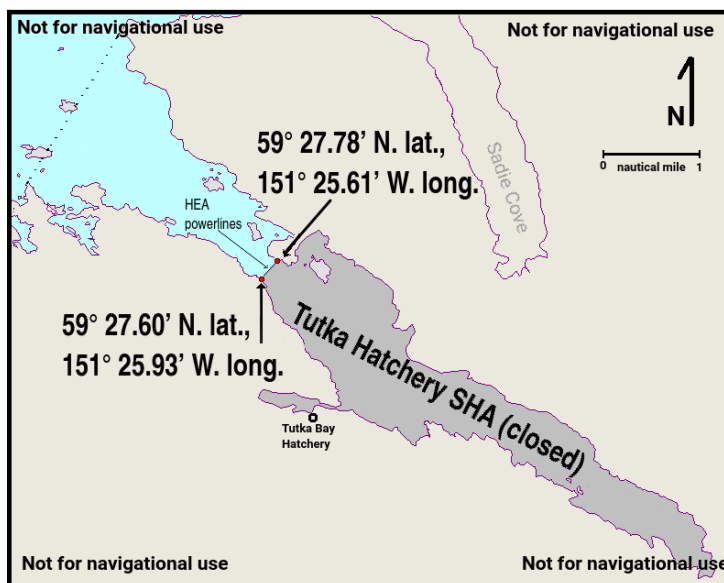 Not for navigational use
Not for navigational use
N
0 nautical mile 1
59° 27.78’ N. lat.,
151° 25.61’ W. long.
Sadie Cove
HEA
powerlines
59° 27.60’ N. lat.,
151° 25.93’ W. long.
Tutka Hatchery SHA (closed)
Tutka Bay
Hatchery
Not for navigational use
Not for navigational use